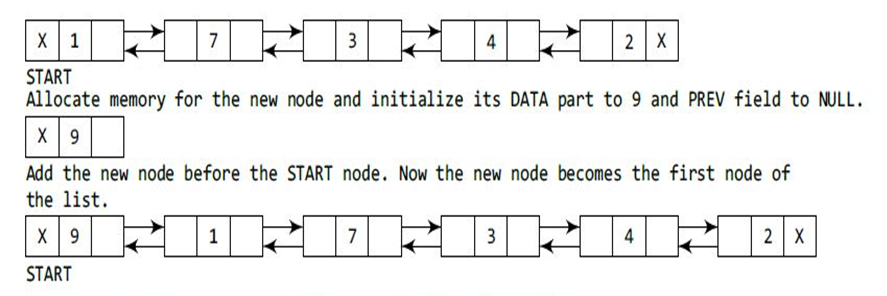 X 1 7 3 4 2 X
START
Allocate memory for the new node and initialize its DATA part to 9 and PREV field to NULL.
X 9
Add the new node before the START node. Now the new node becomes the first node of
the list.
X 9 1 7 3 4 2 X
START